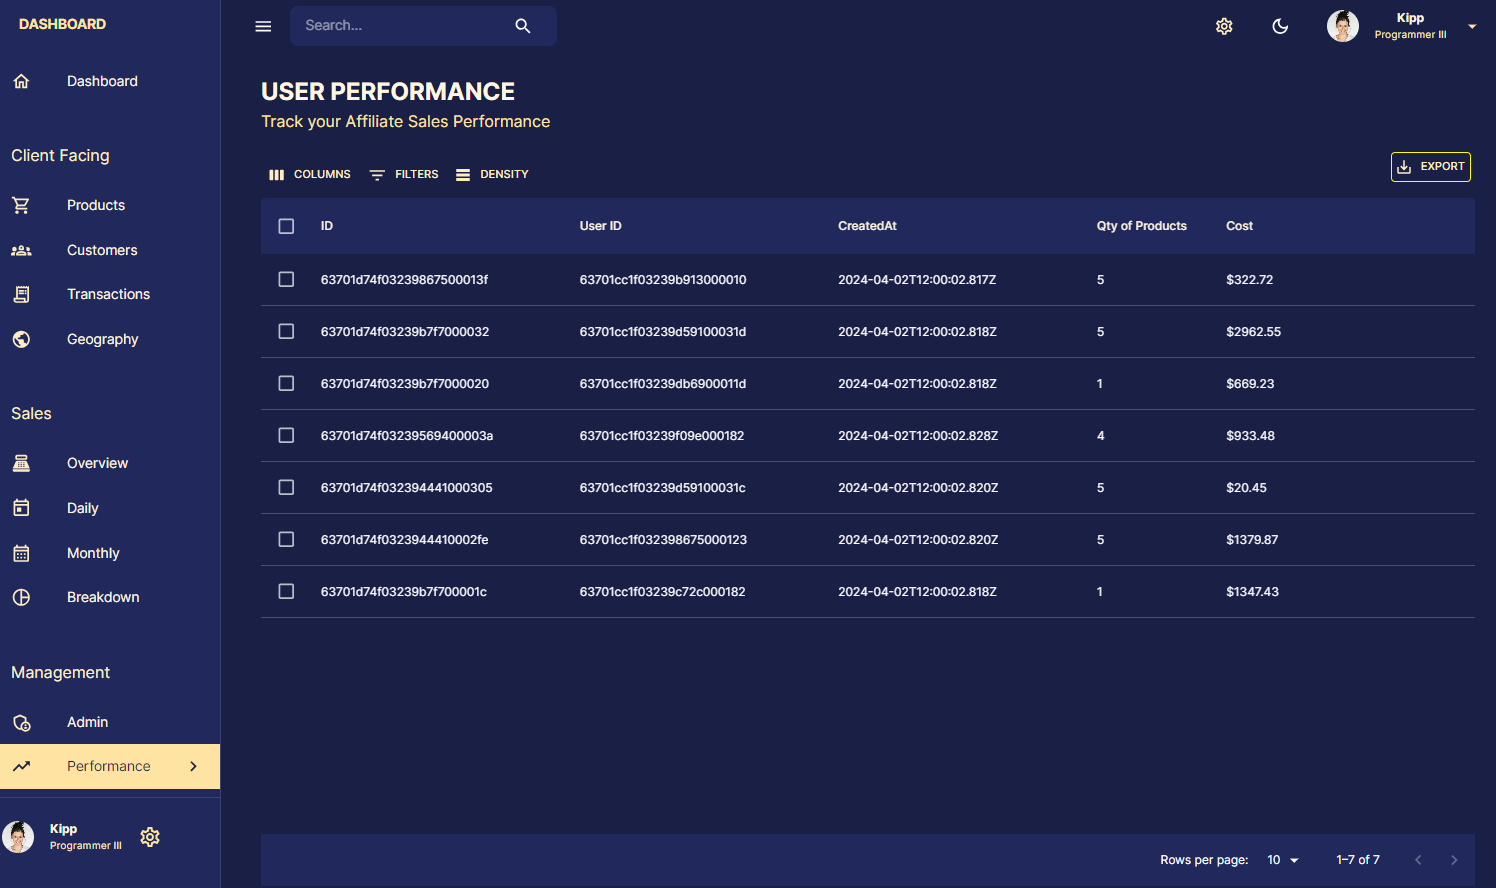 DASHBOARD
Dashboard
Client Facing
Products
Customers
Transactions
Geography
Sales
Overview
Daily
Monthly
Breakdown
Management
Admin
Performance
Kipp
Programmer III
Search...
Kipp
Programmer III
USER PERFORMANCE
Track your Affiliate Sales Performance
COLUMNS FILTERS DENSITY
EXPORT
ID User ID CreatedAt Qty of Products Cost
63701d74f03239867500013f 63701cc1f03239b913000010 2024-04-02T12:00:02.817Z 5 $322.72
63701d74f03239b7f7000032 63701cc1f03239d59100031d 2024-04-02T12:00:02.818Z 5 $2962.55
63701d74f03239b7f7000020 63701cc1f03239db6900011d 2024-04-02T12:00:02.818Z 1 $669.23
63701d74f03239569400003a 63701cc1f03239f09e000182 2024-04-02T12:00:02.828Z 4 $933.48
63701d74f032394441000305 63701cc1f03239d59100031c 2024-04-02T12:00:02.820Z 5 $20.45
63701d74f0323944410002fe 63701cc1f032398675000123 2024-04-02T12:00:02.820Z 5 $1379.87
63701d74f03239b7f700001c 63701cc1f03239c72c000182 2024-04-02T12:00:02.818Z 1 $1347.43
Rows per page: 10 1–7 of 7